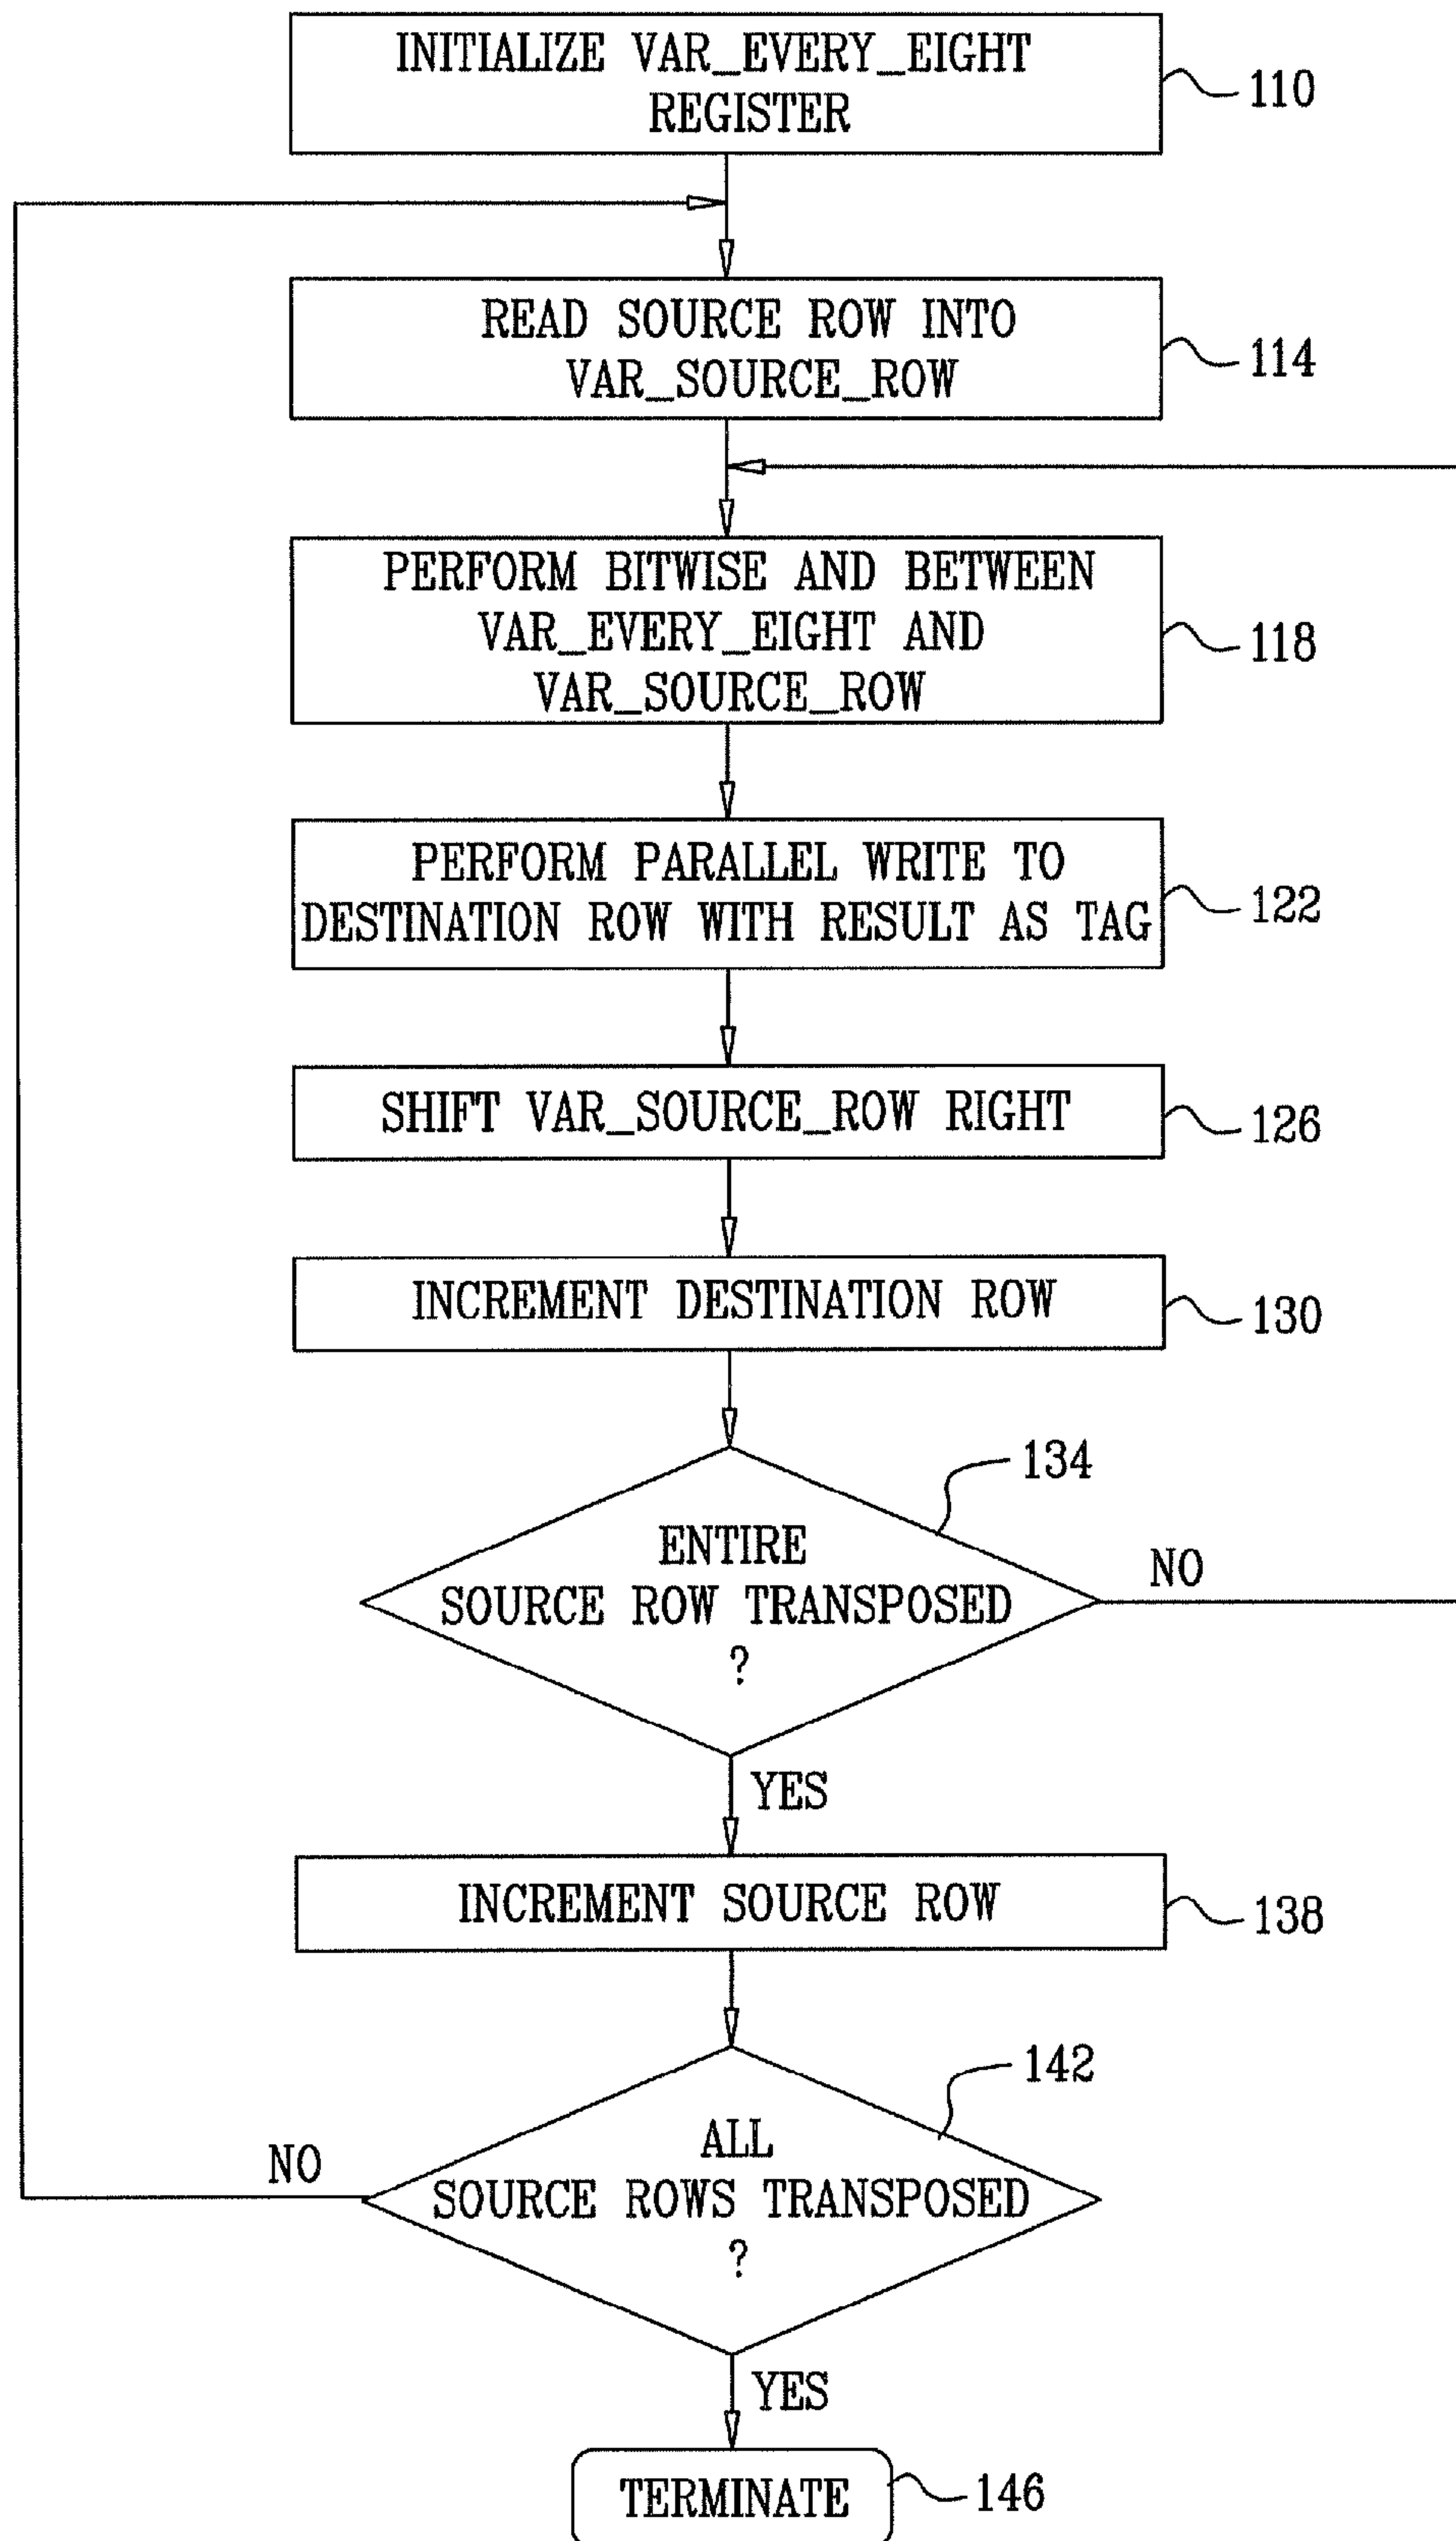 INITIALIZE VAR_EVERY_EIGHT
REGISTER
110
READ SOURCE ROW INTO
VAR_SOURCE_ROW
114
PERFORM BITWISE AND BETWEEN
VAR_EVERY_EIGHT AND
VAR_SOURCE_ROW
118
PERFORM PARALLEL WRITE TO
DESTINATION ROW WITH RESULT AS TAG
122
SHIFT VAR_SOURCE_ROW RIGHT
126
INCREMENT DESTINATION ROW
130
134
ENTIRE
SOURCE ROW TRANSPOSED
?
NO
YES
INCREMENT SOURCE ROW
138
142
ALL
SOURCE ROWS TRANSPOSED
?
NO
YES
TERMINATE
146